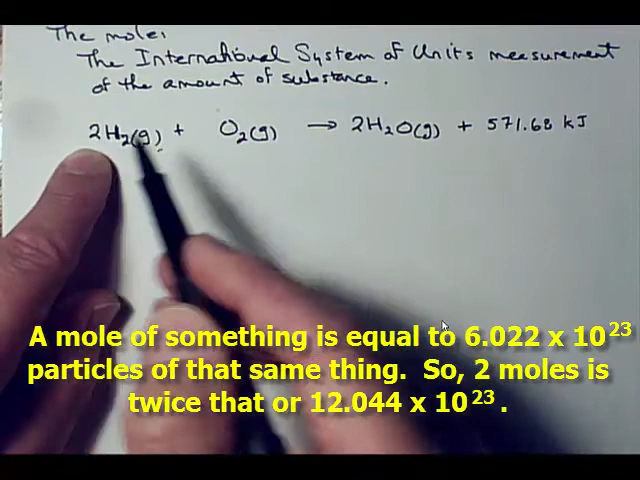 The mole:
The International System of Units measurement
of the amount of substance.
2H₂(g) + O₂(g) → 2H₂O(g) + 571.68 kJ
A mole of something is equal to 6.022 x 10²³
particles of that same thing. So, 2 moles is
twice that or 12.044 x 10²³ .